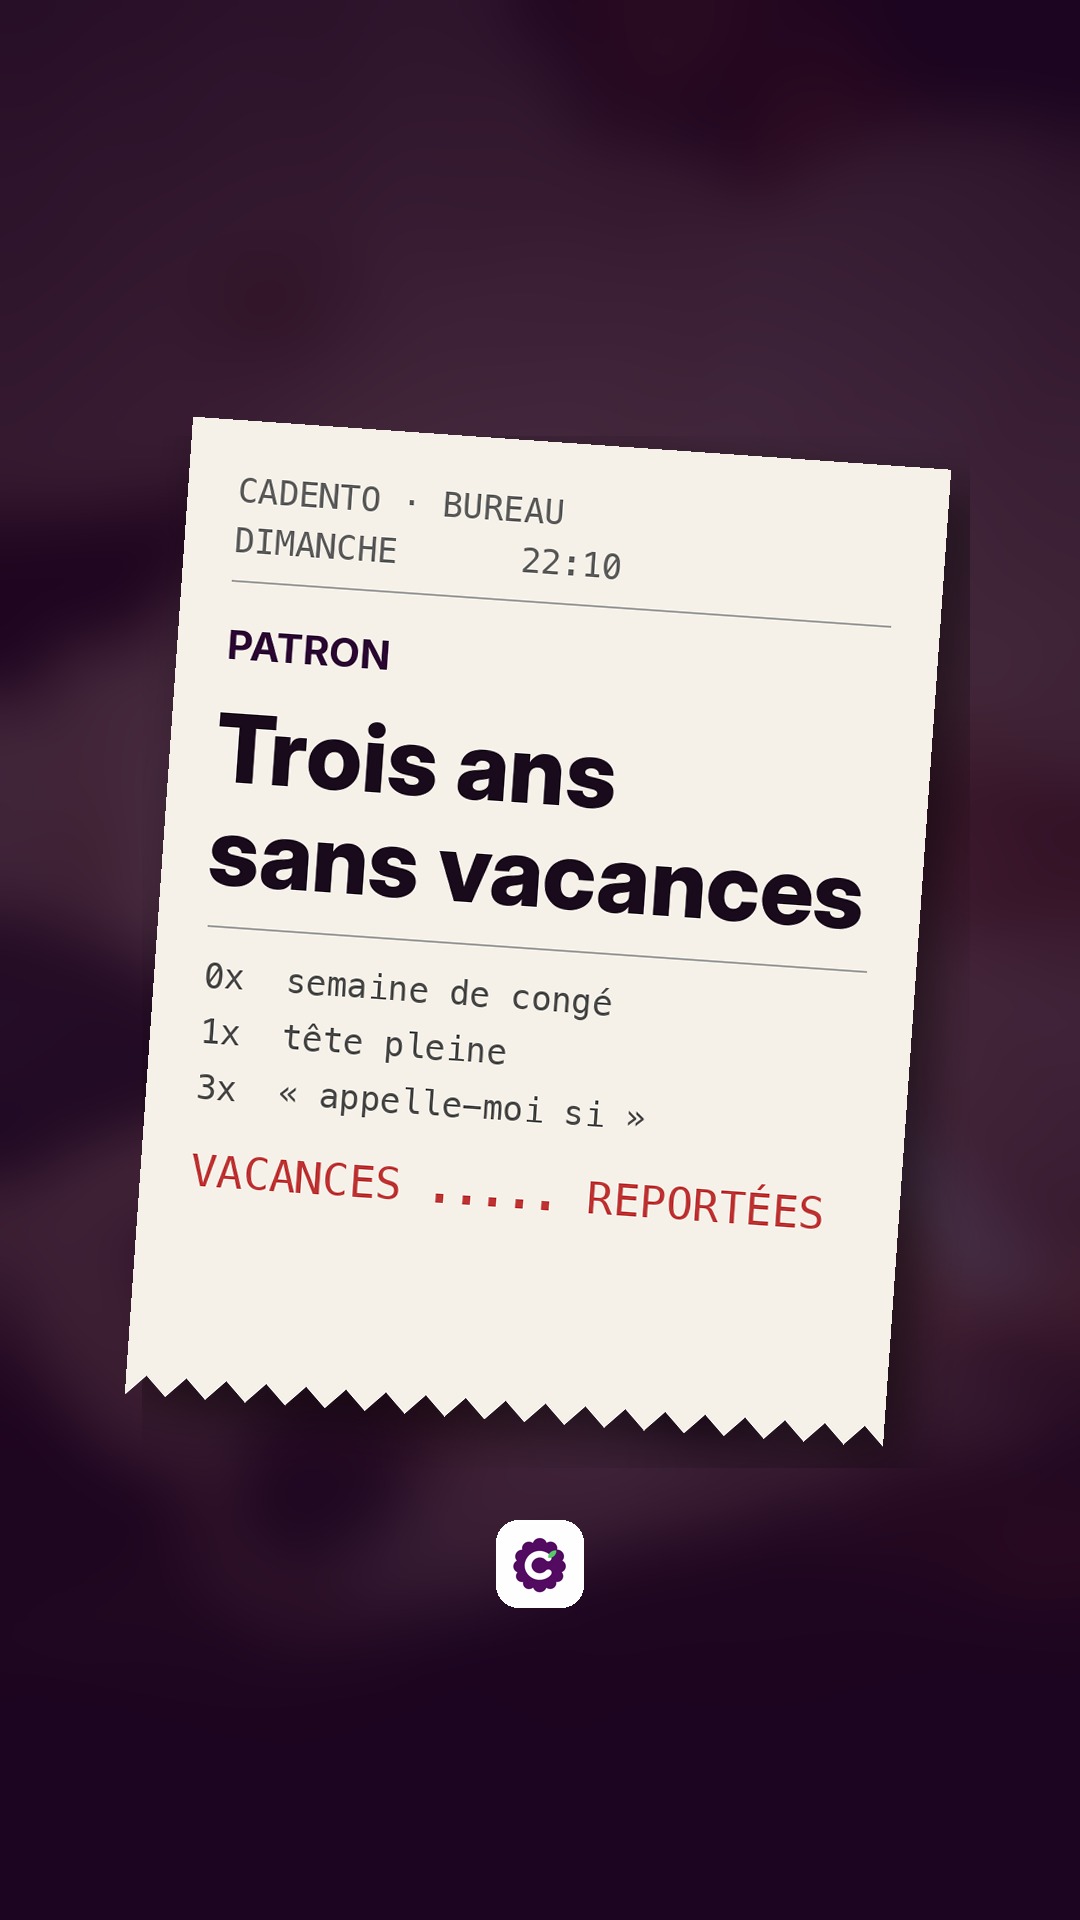 CADENTO · BUREAU
DIMANCHE 22:10
PATRON
Trois ans
sans vacances
0x semaine de congé
1x tête pleine
3x « appelle-moi si »
VACANCES ..... REPORTÉES